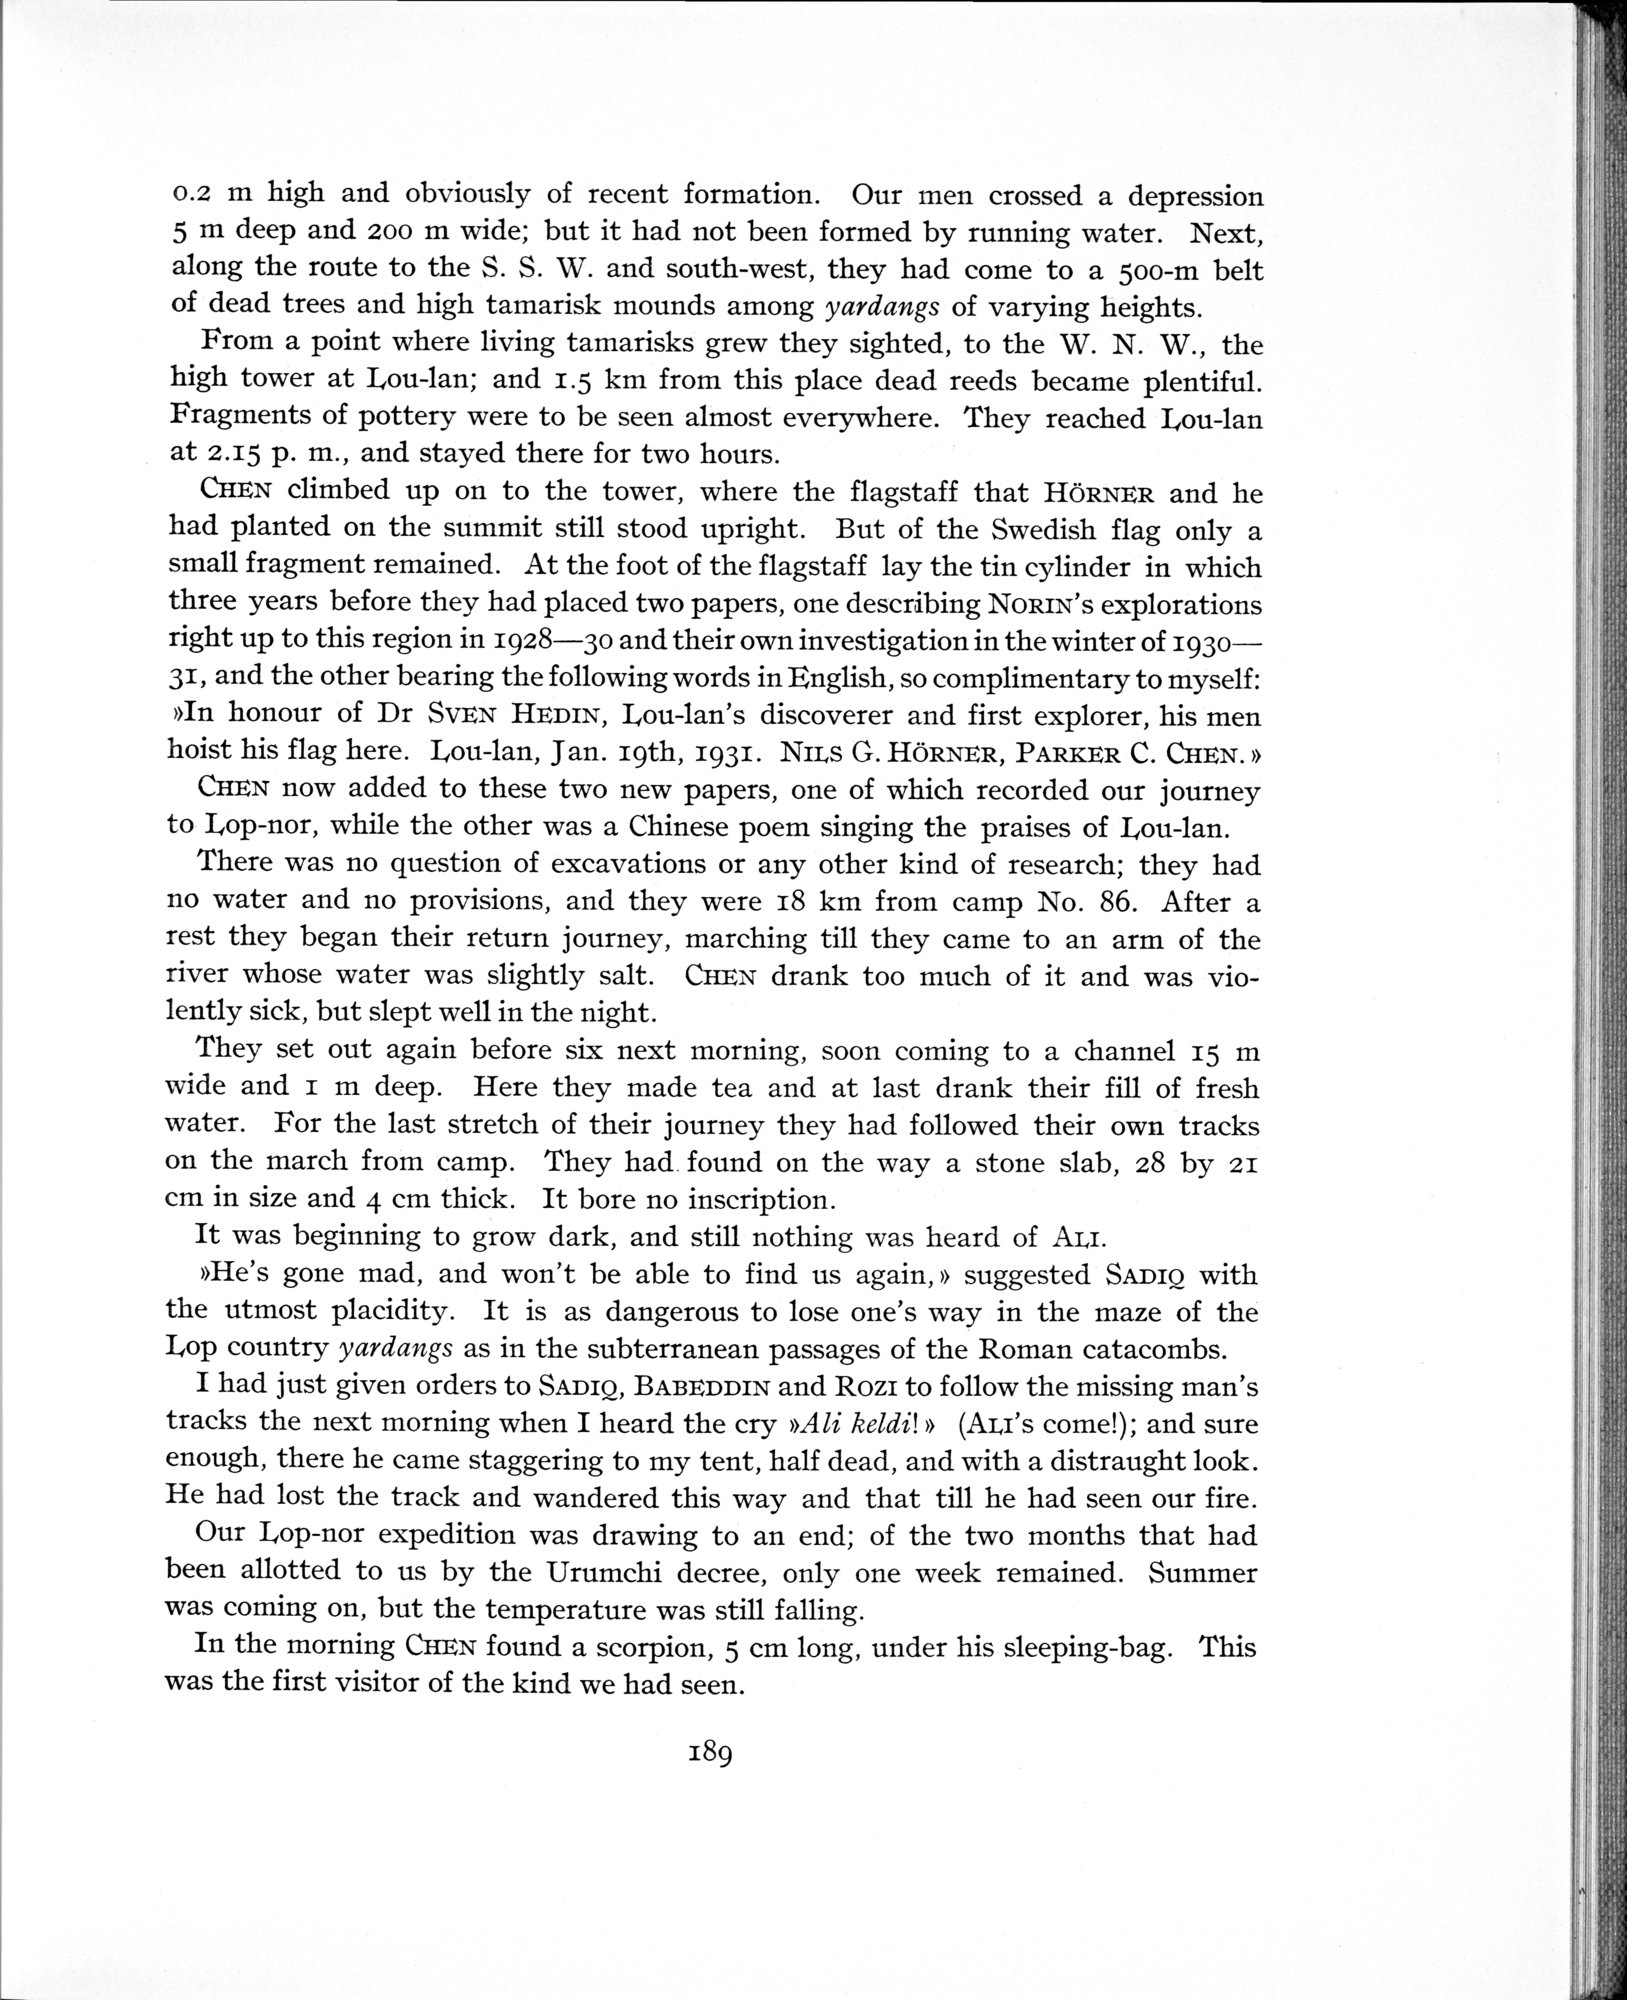 0.2 m high and obviously of recent formation. Our men crossed a depression
5 m deep and 200 m wide; but it had not been formed by running water. Next,
along the route to the S. S. W. and south-west, they had come to a 500-m belt
of dead trees and high tamarisk mounds among yardangs of varying heights.
From a point where living tamarisks grew they sighted, to the W. N. W., the
high tower at Lou-lan; and 1.5 km from this place dead reeds became plentiful.
Fragments of pottery were to be seen almost everywhere. They reached Lou-lan
at 2.15 p. m., and stayed there for two hours.
CHEN climbed up on to the tower, where the flagstaff that HÖRNER and he
had planted on the summit still stood upright. But of the Swedish flag only a
small fragment remained. At the foot of the flagstaff lay the tin cylinder in which
three years before they had placed two papers, one describing NORIN's explorations
right up to this region in 1928—30 and their own investigation in the winter of 1930—
31, and the other bearing the following words in English, so complimentary to myself:
»In honour of Dr SVEN HEDIN, Lou-lan's discoverer and first explorer, his men
hoist his flag here. Lou-lan, Jan. 19th, 1931. NILS G. HÖRNER, PARKER C. CHEN.»
CHEN now added to these two new papers, one of which recorded our journey
to Lop-nor, while the other was a Chinese poem singing the praises of Lou-lan.
There was no question of excavations or any other kind of research; they had
no water and no provisions, and they were 18 km from camp No. 86. After a
rest they began their return journey, marching till they came to an arm of the
river whose water was slightly salt. CHEN drank too much of it and was vio-
lently sick, but slept well in the night.
They set out again before six next morning, soon coming to a channel 15 m
wide and 1 m deep. Here they made tea and at last drank their fill of fresh
water. For the last stretch of their journey they had followed their own tracks
on the march from camp. They had found on the way a stone slab, 28 by 21
cm in size and 4 cm thick. It bore no inscription.
It was beginning to grow dark, and still nothing was heard of ALI.
»He's gone mad, and won't be able to find us again,» suggested SADIQ with
the utmost placidity. It is as dangerous to lose one's way in the maze of the
Lop country yardangs as in the subterranean passages of the Roman catacombs.
I had just given orders to SADIQ, BABEDDIN and ROZI to follow the missing man's
tracks the next morning when I heard the cry »Ali keldi!» (ALI's come!); and sure
enough, there he came staggering to my tent, half dead, and with a distraught look.
He had lost the track and wandered this way and that till he had seen our fire.
Our Lop-nor expedition was drawing to an end; of the two months that had
been allotted to us by the Urumchi decree, only one week remained. Summer
was coming on, but the temperature was still falling.
In the morning CHEN found a scorpion, 5 cm long, under his sleeping-bag. This
was the first visitor of the kind we had seen.
189